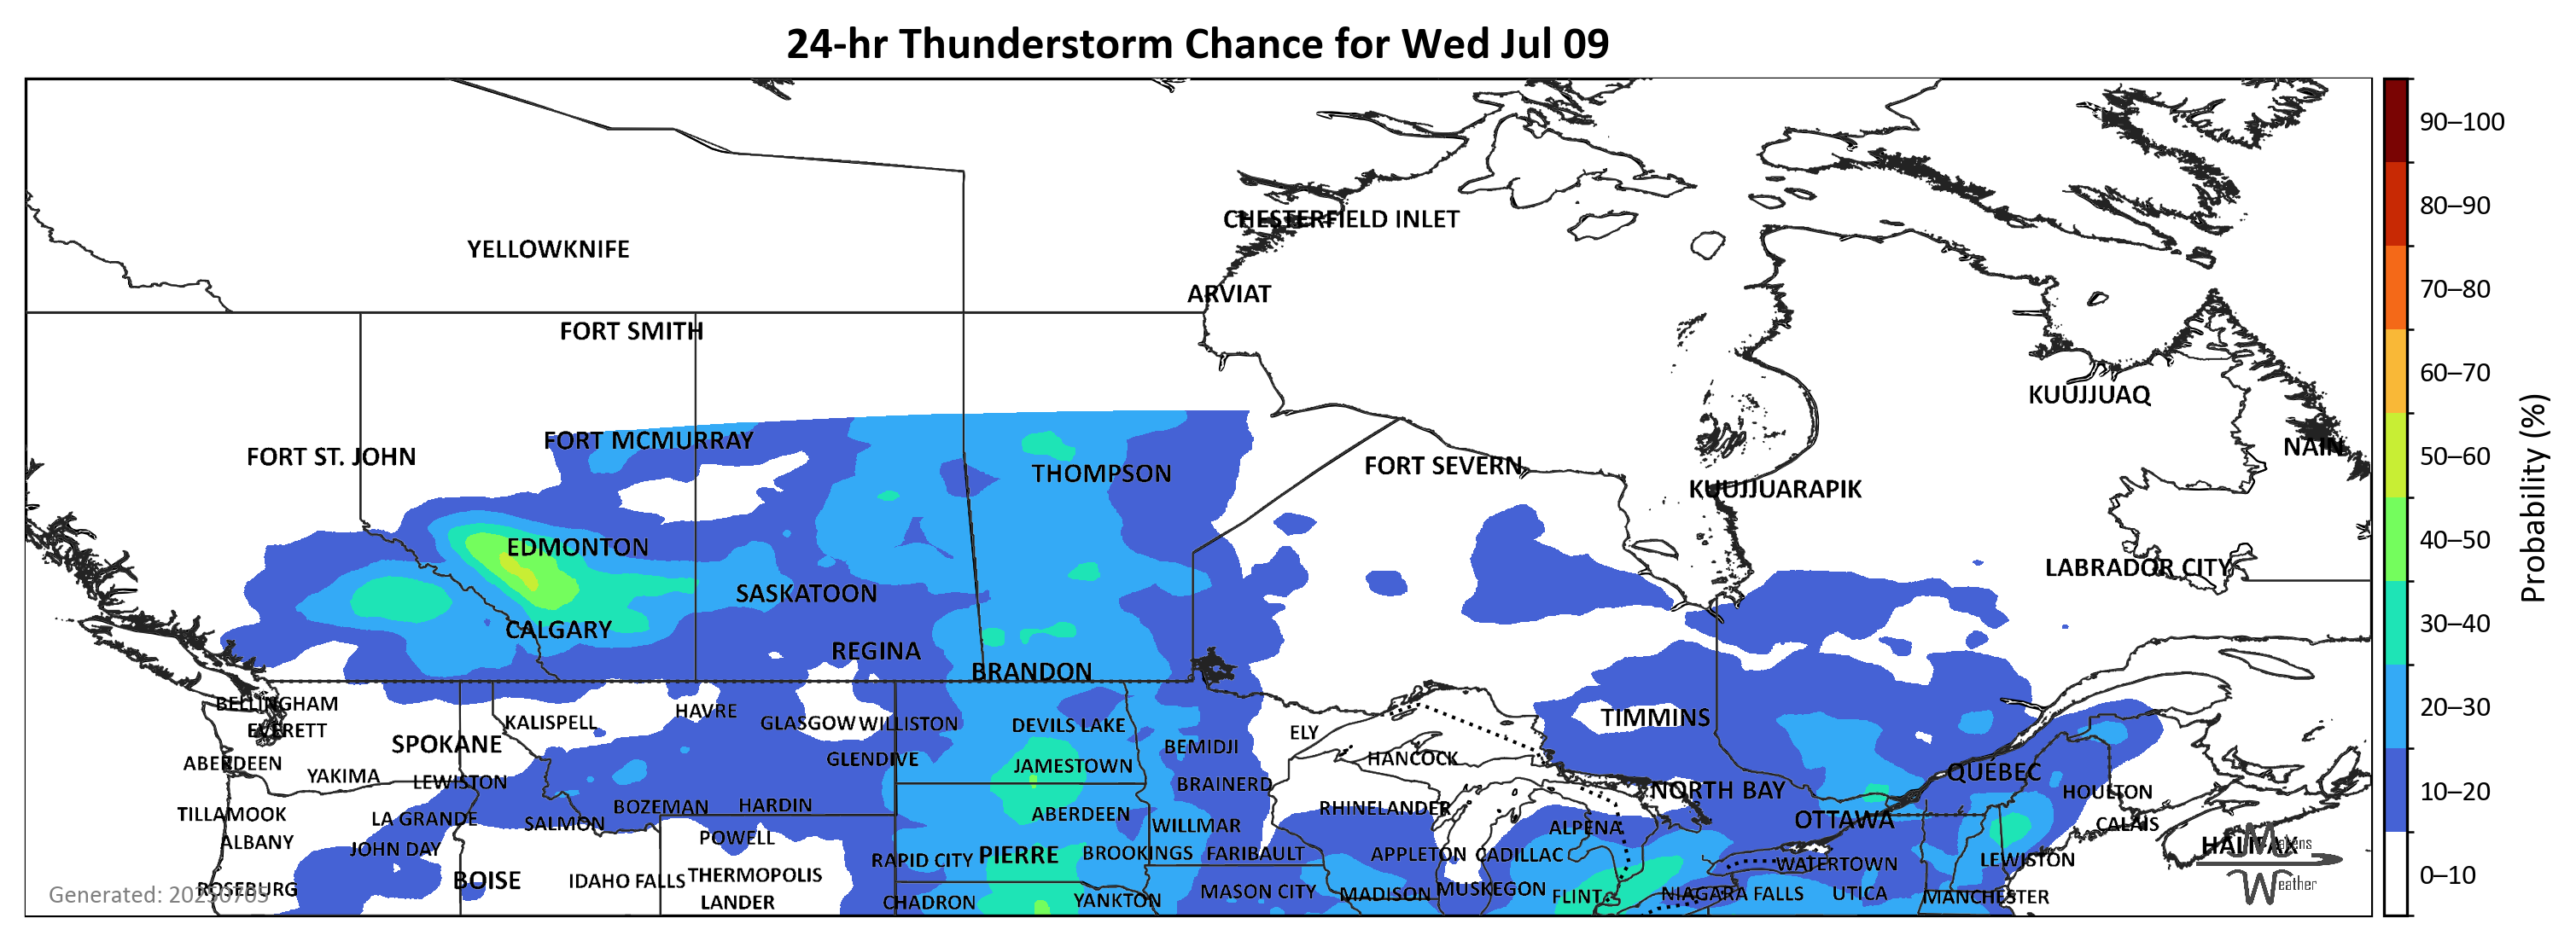 24-hr Thunderstorm Chance for Wed Jul 09
90–100
80–90
CHESTERFIELD INLET
YELLOWKNIFE
70–80
ARVIAT
FORT SMITH
60–70
KUUJJUAQ
FORT MCMURRAY
NAIN
50–60
FORT ST. JOHN
FORT SEVERN
THOMPSON
KUUJJUARAPIK
Probability (%)
EDMONTON
40–50
LABRADOR CITY
SASKATOON
CALGARY
30–40
REGINA
BRANDON
BELLINGHAM
20–30
HAVRE
TIMMINS
KALISPELL
GLASGOW WILLISTON
DEVILS LAKE
EVERETT
ELY
SPOKANE
BEMIDJI
GLENDIVE
HANCOCK
ABERDEEN
JAMESTOWN
QUÉBEC
YAKIMA
LEWISTON
BRAINERD
NORTH BAY
HOULTON
10–20
BOZEMAN
HARDIN
RHINELANDER
TILLAMOOK
ABERDEEN
LA GRANDE
SALMON
WILLMAR
ALPENA
OTTAWA
CALAIS
ALBANY
POWELL
HALIFAX
Matens
Weather
JOHN DAY
RAPID CITY
PIERRE
BROOKINGS
FARIBAULT
APPLETON
CADILLAC
WATERTOWN
LEWISTON
BOISE
IDAHO FALLS
THERMOPOLIS
0–10
ROSEBURG
MASON CITY
MADISON
MUSKEGON
FLINT
NIAGARA FALLS
UTICA
MANCHESTER
Generated: 20250705
LANDER
CHADRON
YANKTON